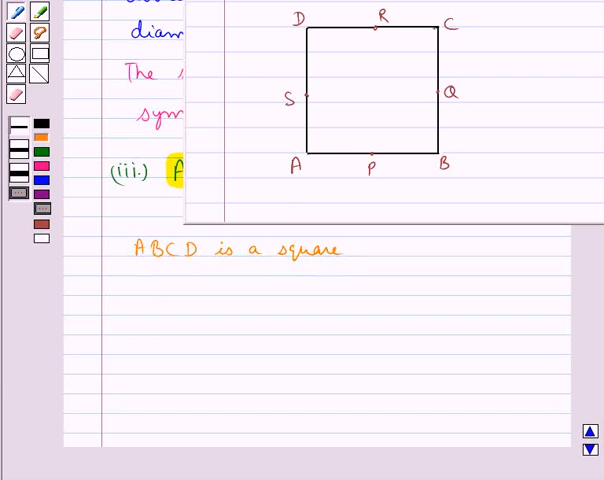 diam
The s
sym
(iii.) A
D R C
S Q
A P B
ABCD is a square